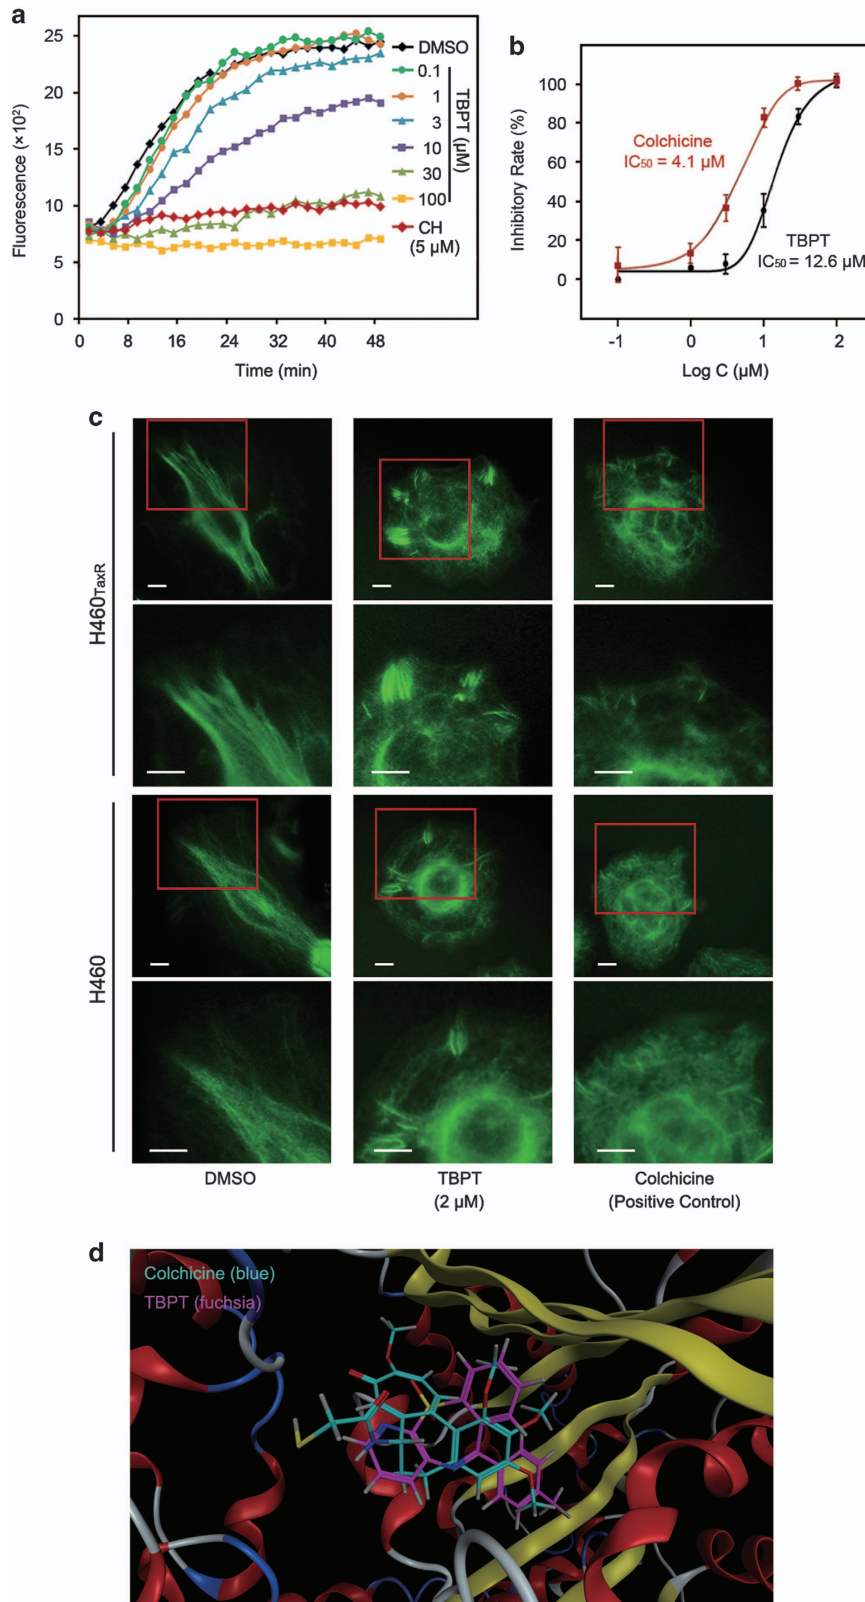 a
25
20
15
10
5
0
Fluorescence (×10²)
0 8 16 24 32 40 48
Time (min)
DMSO
0.1
1
3
10
30
100
TBPT (µM)
CH
(5 µM)
b
100
80
60
40
20
0
Inhibitory Rate (%)
Colchicine
IC₅₀ = 4.1 µM
TBPT
IC₅₀ = 12.6 µM
-1 0 1 2
Log C (µM)
c
H460TaxR
H460
DMSO
TBPT
(2 µM)
Colchicine
(Positive Control)
d
Colchicine (blue)
TBPT (fuchsia)